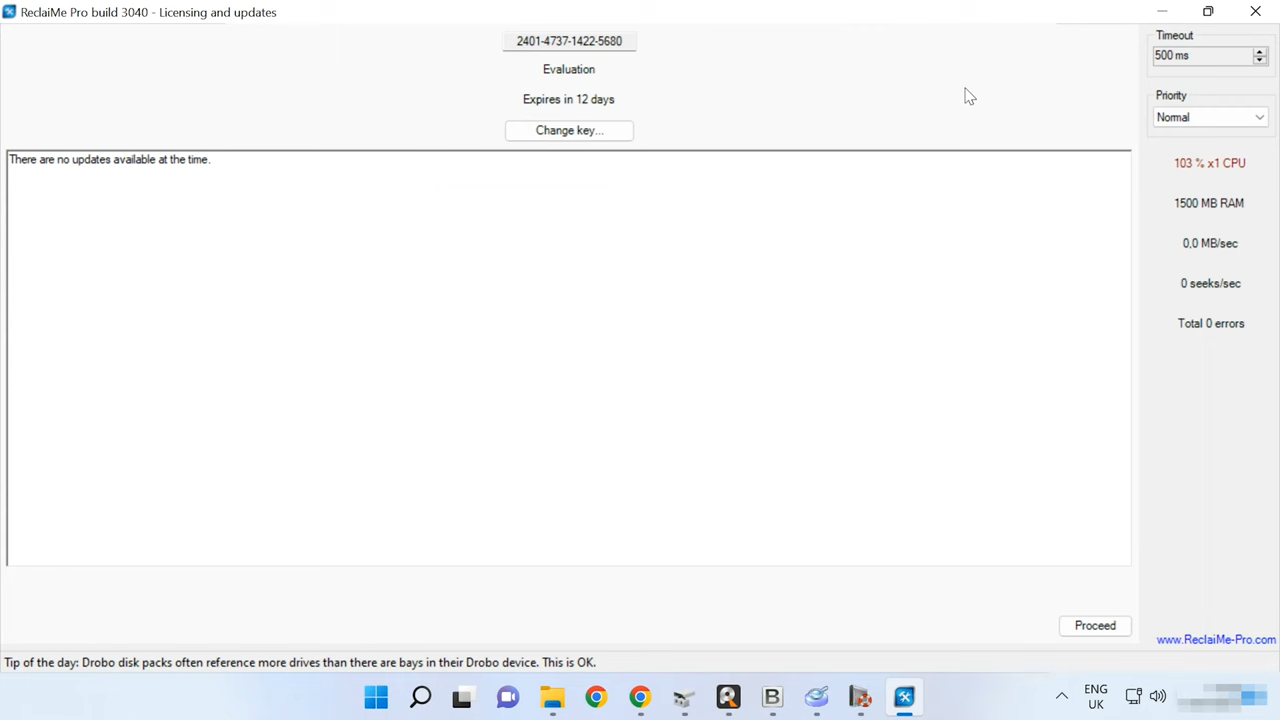 ReclaiMe Pro build 3040 - Licensing and updates
2401-4737-1422-5680
Evaluation
Expires in 12 days
Change key...
There are no updates available at the time.
Timeout
500 ms
Priority
Normal
103 % x1 CPU
1500 MB RAM
0,0 MB/sec
0 seeks/sec
Total 0 errors
Proceed
www.ReclaiMe-Pro.com
Tip of the day: Drobo disk packs often reference more drives than there are bays in their Drobo device. This is OK.
B
ENG
UK